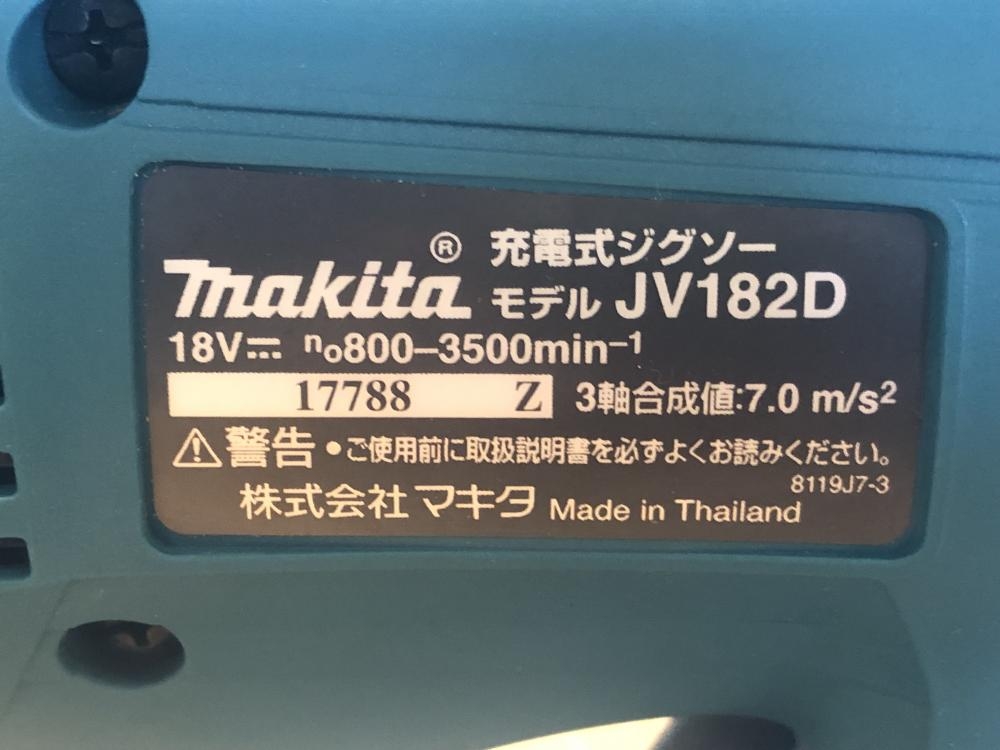 makita® 充電式ジグソー
モデル JV182D
18V⎓ n₀800–3500min⁻¹
17788 Z 3軸合成値:7.0 m/s²
⚠警告 •ご使用前に取扱説明書を必ずよくお読みください。
8119J7-3
株式会社 マキタ Made in Thailand